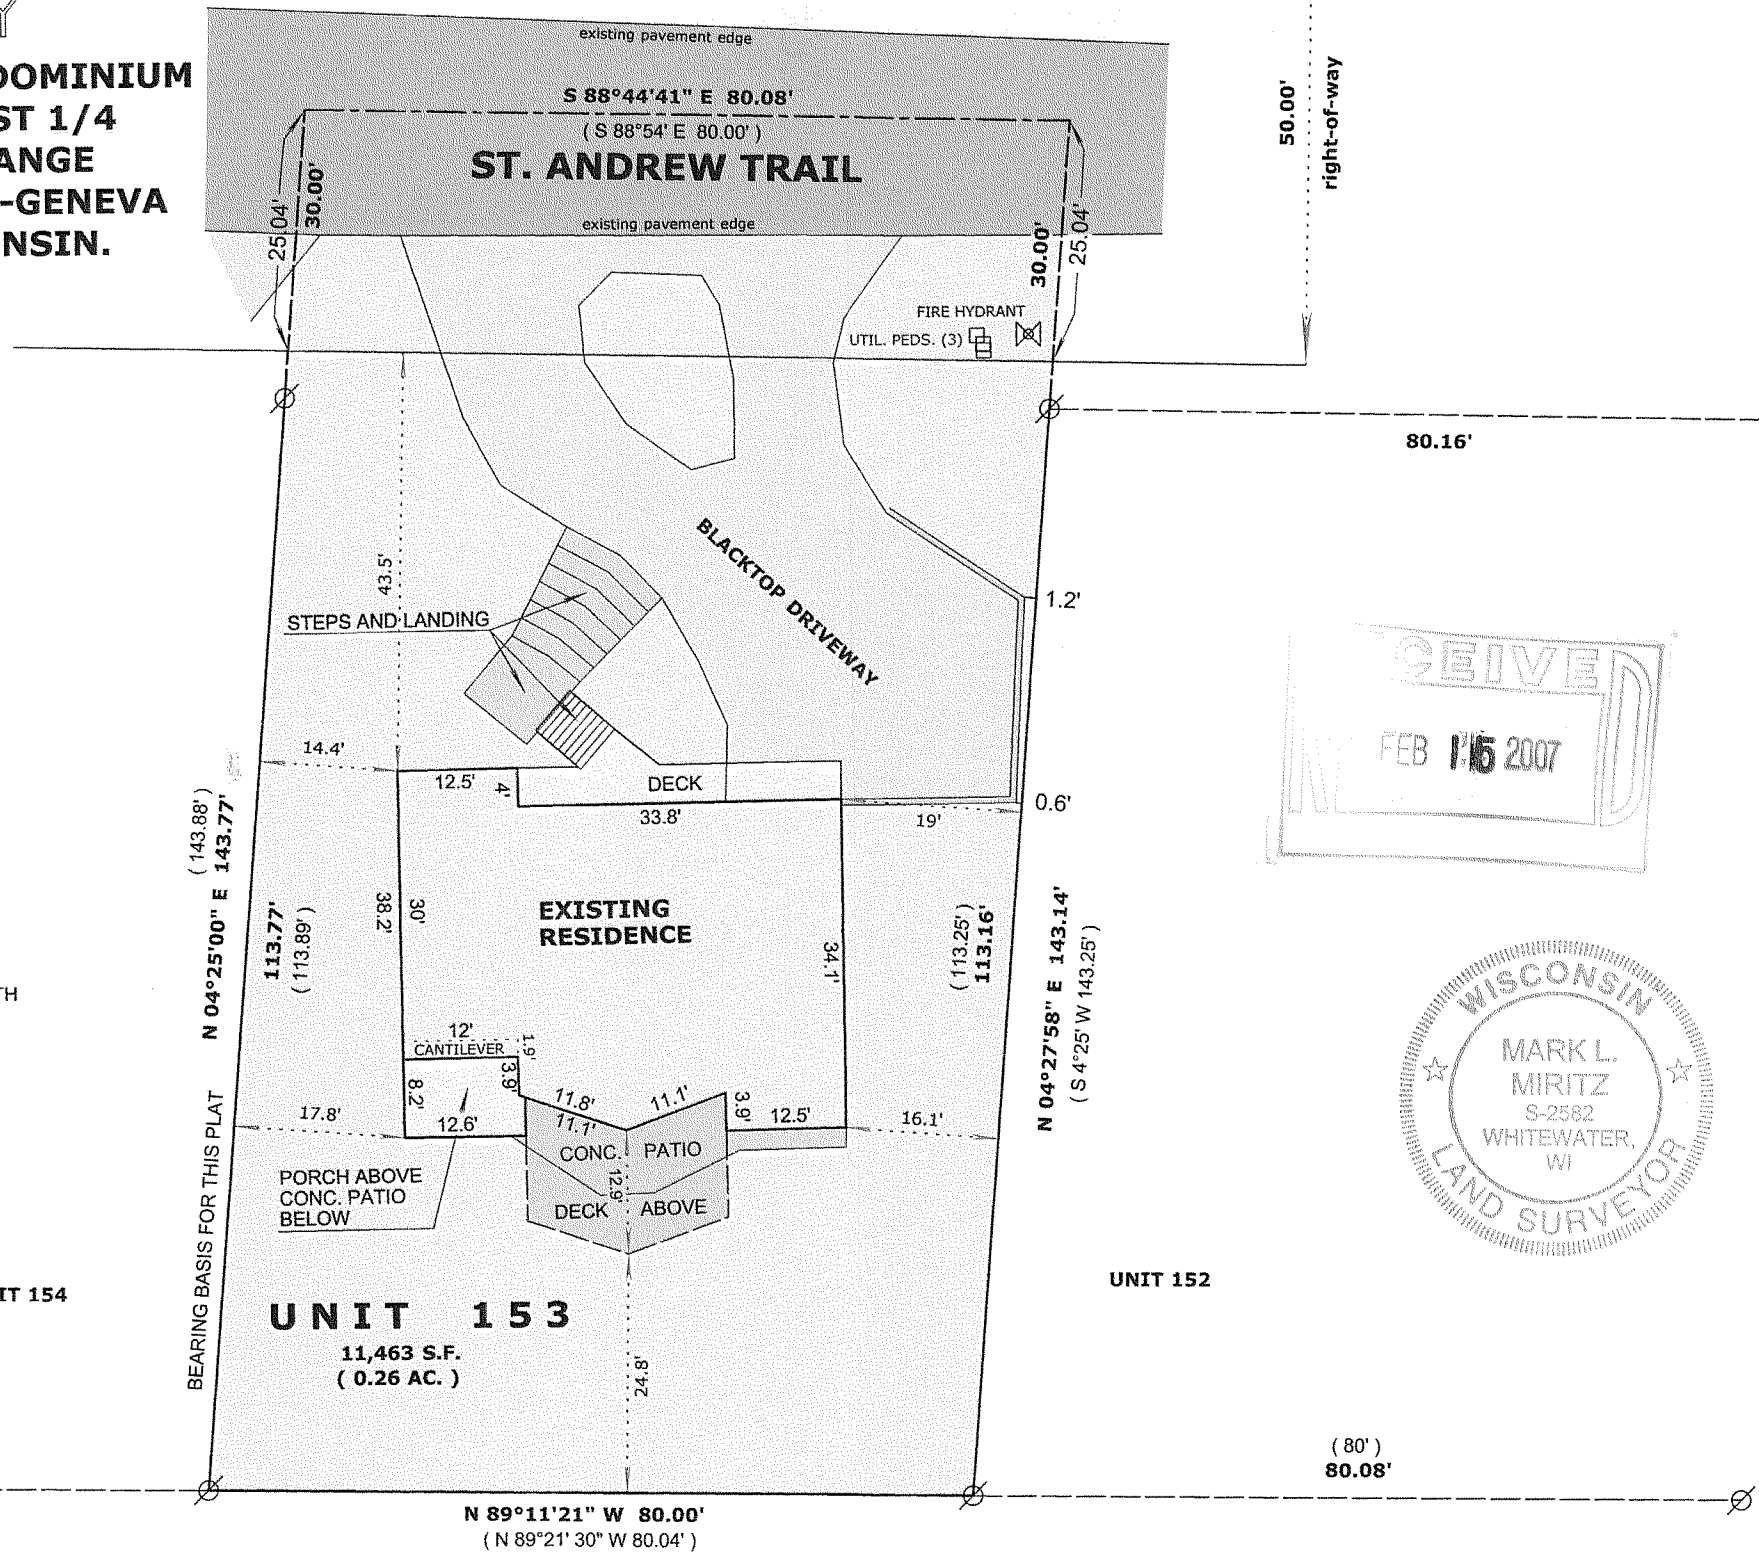 Y
DOMINIUM
ST 1/4
ANGE
-GENEVA
NSIN.
existing pavement edge
S 88°44'41" E 80.08'
( S 88°54' E 80.00' )
ST. ANDREW TRAIL
existing pavement edge
25.04'
30.00'
30.00'
25.04'
50.00'
right-of-way
FIRE HYDRANT
UTIL. PEDS. (3)
80.16'
43.5'
BLACKTOP DRIVEWAY
STEPS AND LANDING
1.2'
14.4'
12.5'
4'
DECK
33.8'
0.6'
19'
CEIVED
FEB 2007
( 143.88' )
N 04°25'00" E 143.77'
113.77'
( 113.89' )
38.2'
30'
EXISTING
RESIDENCE
34.1'
( 113.25' )
113.16'
N 04°27'58" E 143.14'
( S 4°25' W 143.25' )
TH
12'
CANTILEVER
1.9'
3.9'
8.2'
12.6'
11.8'
11.1'
11.1'
3.9'
12.5'
17.8'
16.1'
CONC. PATIO
12.9'
DECK ABOVE
PORCH ABOVE
CONC. PATIO
BELOW
WISCONSIN
MARK L.
MIRITZ
S-2582
WHITEWATER,
WI
LAND SURVEYOR
BEARING BASIS FOR THIS PLAT
IT 154
UNIT 153
11,463 S.F.
( 0.26 AC. )
24.8'
UNIT 152
( 80' )
80.08'
N 89°11'21" W 80.00'
( N 89°21' 30" W 80.04' )